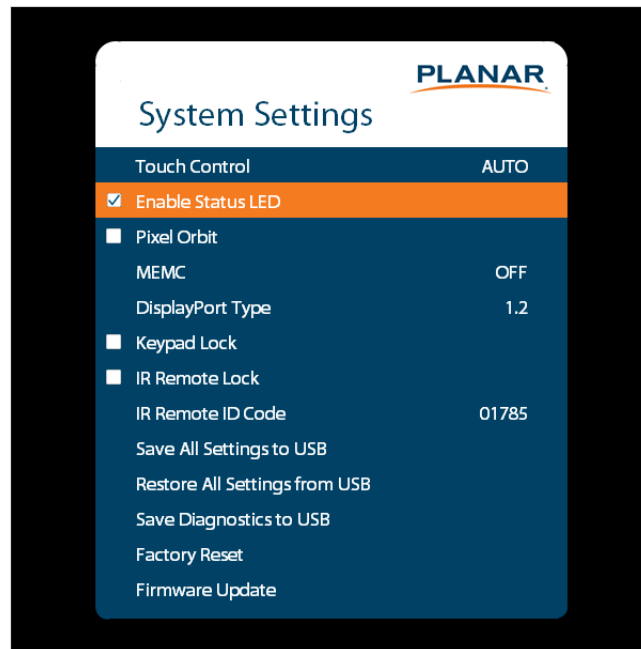 PLANAR
System Settings
Touch Control AUTO
Enable Status LED
Pixel Orbit
MEMC OFF
DisplayPort Type 1.2
Keypad Lock
IR Remote Lock
IR Remote ID Code 01785
Save All Settings to USB
Restore All Settings from USB
Save Diagnostics to USB
Factory Reset
Firmware Update